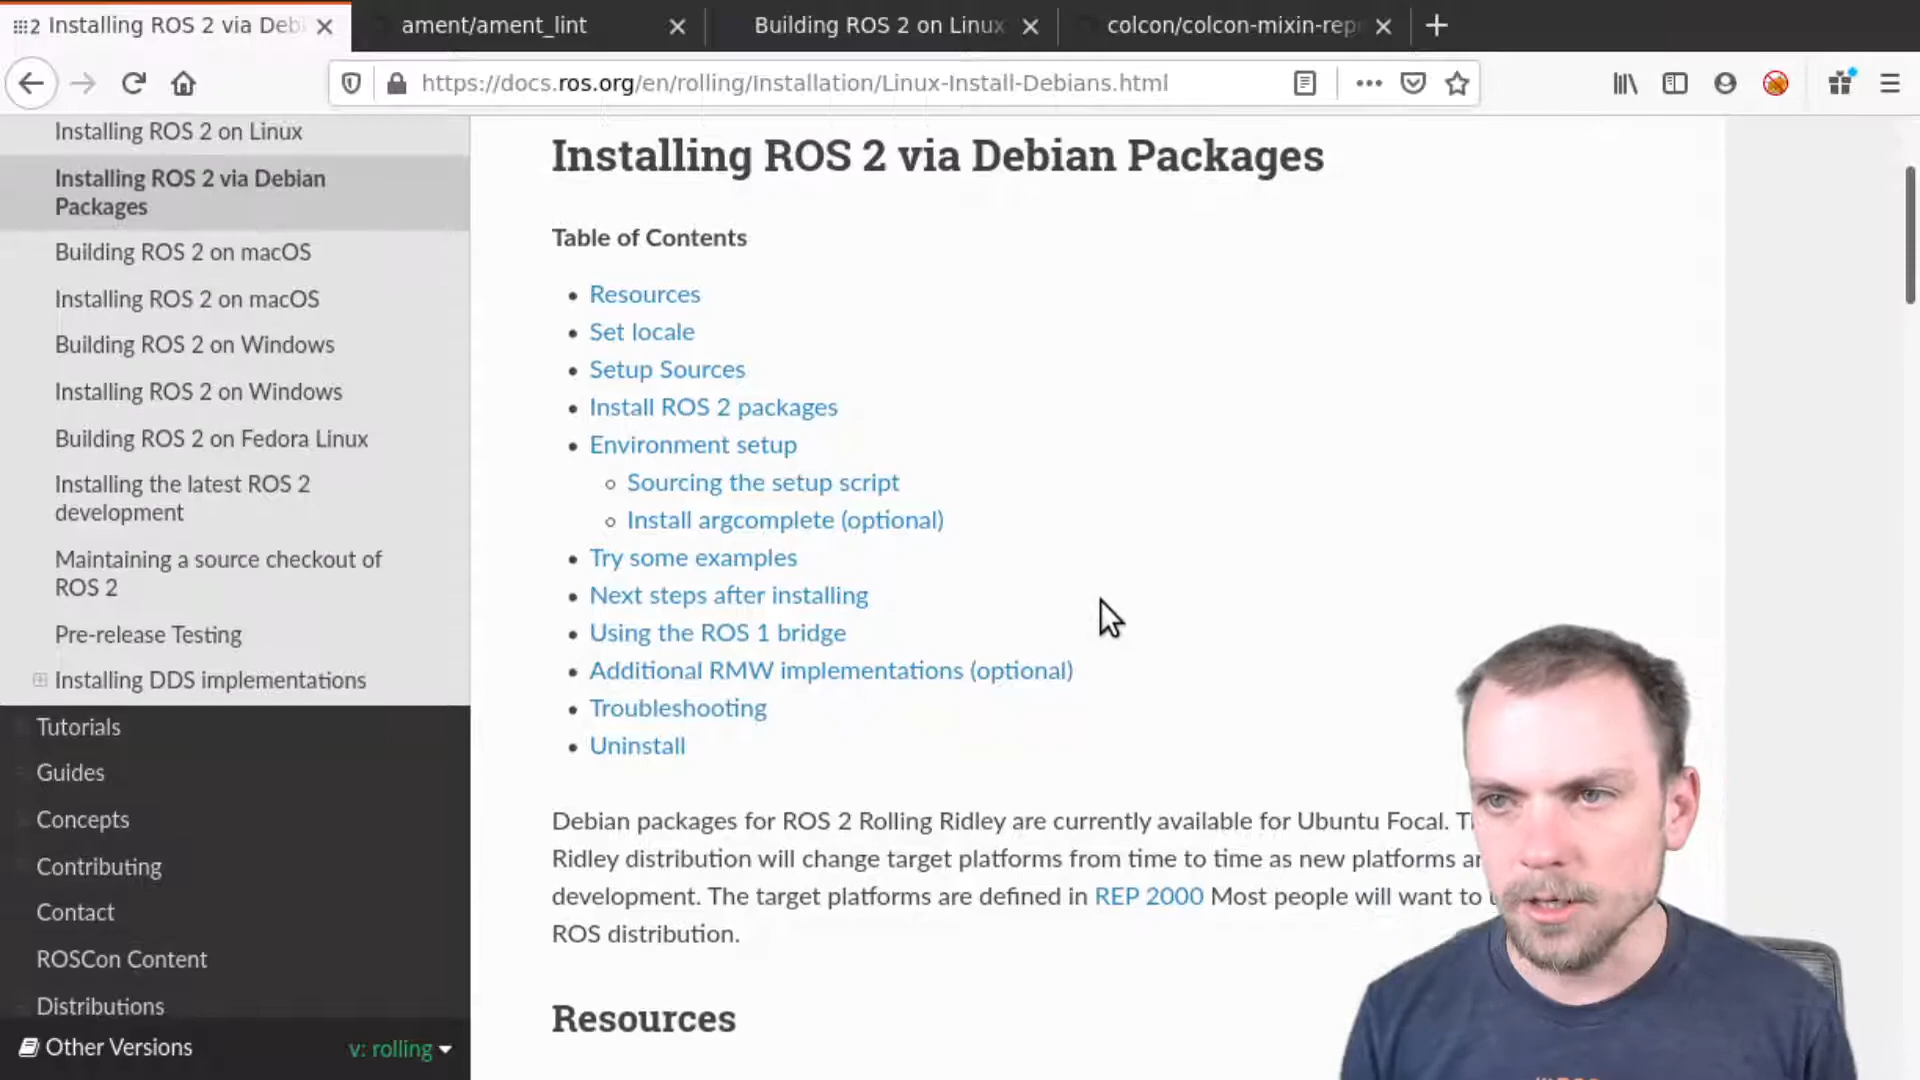 Installing ROS 2 via Deb
ament/ament_lint
Building ROS 2 on Linux
colcon/colcon-mixin-rep
https://docs.ros.org/en/rolling/Installation/Linux-Install-Debians.html
Installing ROS 2 on Linux
Installing ROS 2 via Debian
Packages
Building ROS 2 on macOS
Installing ROS 2 on macOS
Building ROS 2 on Windows
Installing ROS 2 on Windows
Building ROS 2 on Fedora Linux
Installing the latest ROS 2
development
Maintaining a source checkout of
ROS 2
Pre-release Testing
Installing DDS implementations
Tutorials
Guides
Concepts
Contributing
Contact
ROSCon Content
Distributions
Other Versions
v: rolling
Installing ROS 2 via Debian Packages
Table of Contents
Resources
Set locale
Setup Sources
Install ROS 2 packages
Environment setup
Sourcing the setup script
Install argcomplete (optional)
Try some examples
Next steps after installing
Using the ROS 1 bridge
Additional RMW implementations (optional)
Troubleshooting
Uninstall
Debian packages for ROS 2 Rolling Ridley are currently available for Ubuntu Focal.
Ridley distribution will change target platforms from time to time as new platforms
development. The target platforms are defined in REP 2000 Most people will want to
ROS distribution.
Resources